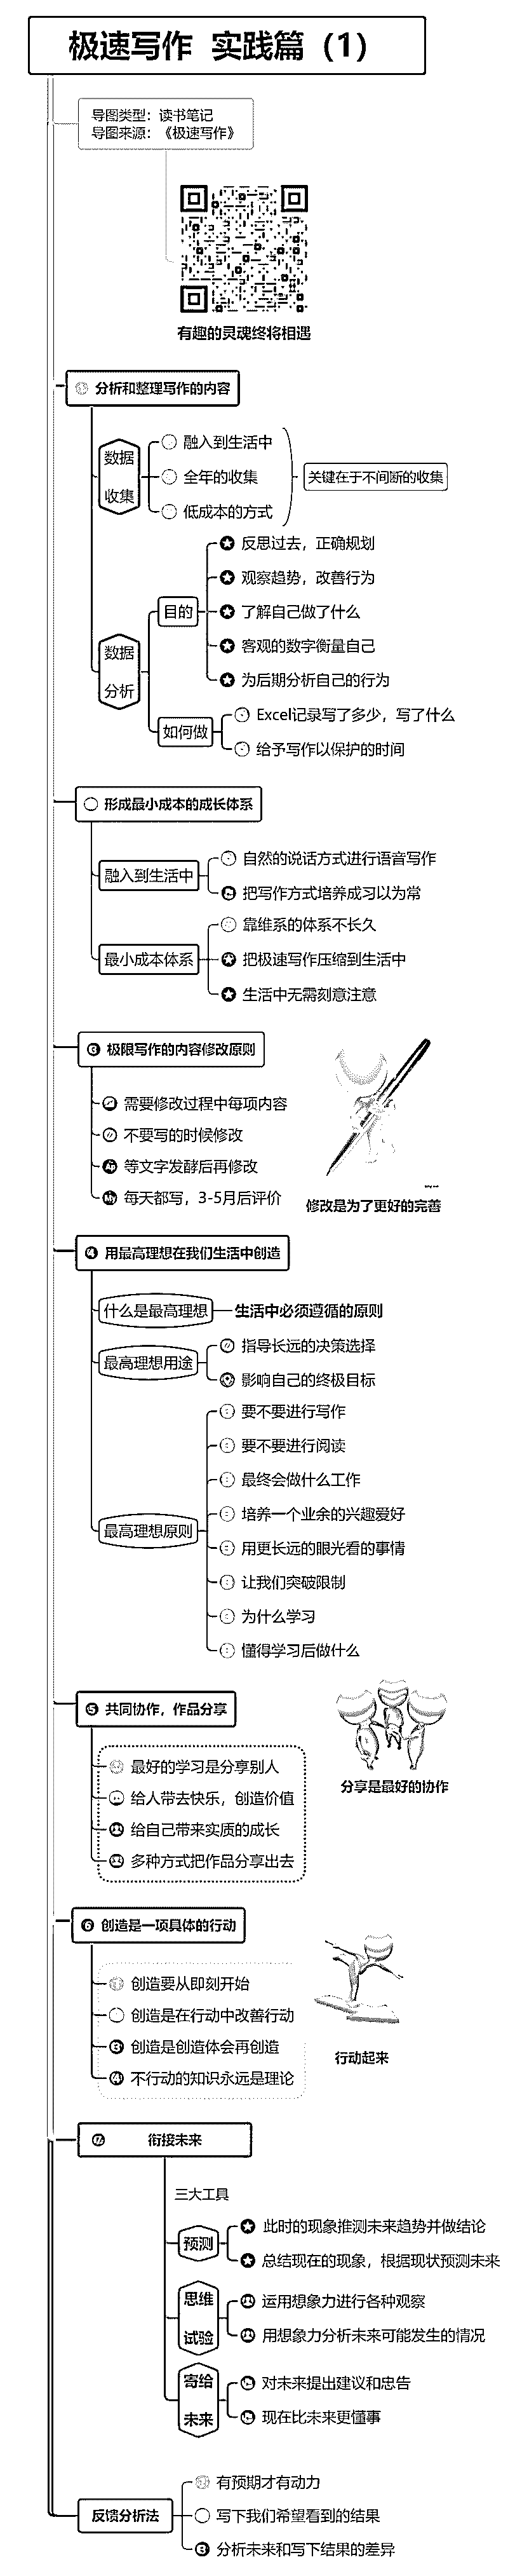 极速写作 实践篇（1）
导图类型：读书笔记
导图来源：《极速写作》
有趣的灵魂终将相遇
分析和整理写作的内容
数据
收集
融入到生活中
全年的收集
低成本的方式
关键在于不间断的收集
数据
分析
目的
反思过去，正确规划
观察趋势，改善行为
了解自己做了什么
客观的数字衡量自己
为后期分析自己的行为
如何做
Excel记录写了多少，写了什么
给予写作以保护的时间
形成最小成本的成长体系
融入到生活中
自然的说话方式进行语音写作
把写作方式培养成习以为常
最小成本体系
靠维系的体系不长久
把极速写作压缩到生活中
生活中无需刻意注意
极限写作的内容修改原则
需要修改过程中每项内容
不要写的时候修改
等文字发酵后再修改
每天都写，3-5月后评价
修改是为了更好的完善
4 用最高理想在我们生活中创造
什么是最高理想
生活中必须遵循的原则
最高理想用途
指导长远的决策选择
影响自己的终极目标
最高理想原则
要不要进行写作
要不要进行阅读
最终会做什么工作
培养一个业余的兴趣爱好
用更长远的眼光看的事情
让我们突破限制
为什么学习
懂得学习后做什么
5 共同协作，作品分享
最好的学习是分享别人
给人带去快乐，创造价值
给自己带来实质的成长
多种方式把作品分享出去
分享是最好的协作
6 创造是一项具体的行动
创造要从即刻开始
创造是在行动中改善行动
3 创造是创造体会再创造
4 不行动的知识永远是理论
行动起来
衔接未来
三大工具
预测
此时的现象推测未来趋势并做结论
总结现在的现象，根据现状预测未来
思维
试验
运用想象力进行各种观察
用想象力分析未来可能发生的情况
寄给
未来
对未来提出建议和忠告
现在比未来更懂事
反馈分析法
有预期才有动力
写下我们希望看到的结果
3 分析未来和写下结果的差异